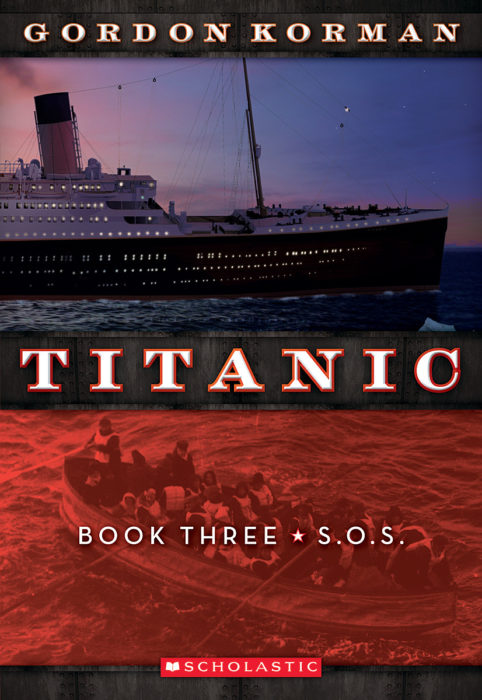 GORDON KORMAN
TITANIC
BOOK THREE ★ S.O.S.
SCHOLASTIC